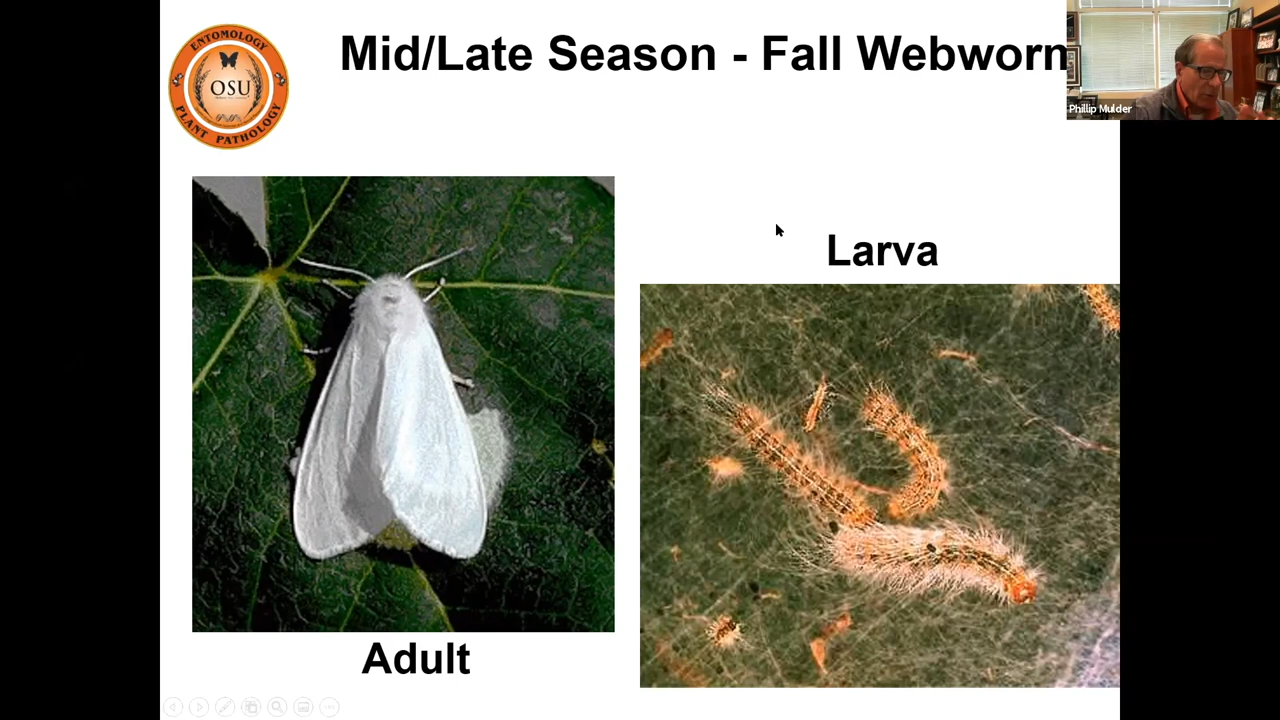 Mid/Late Season - Fall Webworm
Phillip Mulder
ENTOMOLOGY
OSU
PLANT PATHOLOGY
Larva
Adult